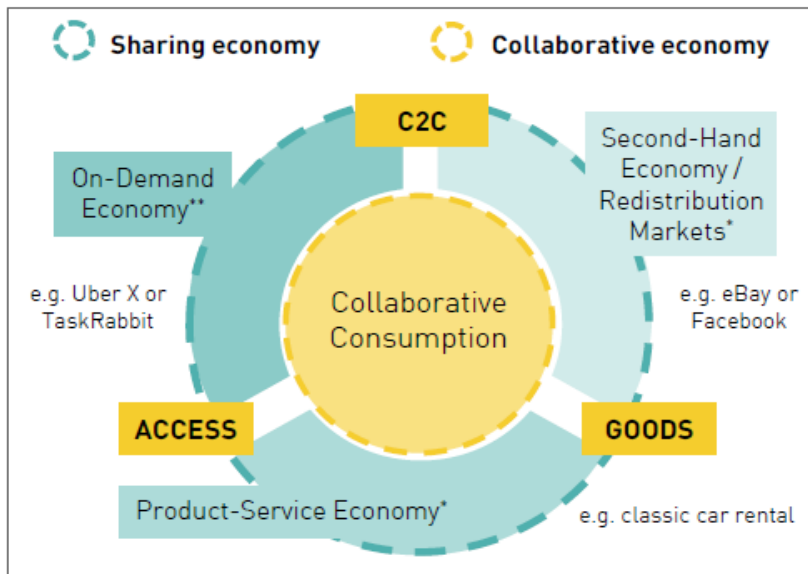 Sharing economy
Collaborative economy
C2C
On-Demand
Economy**
Second-Hand
Economy /
Redistribution
Markets*
e.g. Uber X or
TaskRabbit
Collaborative
Consumption
e.g. eBay or
Facebook
ACCESS
GOODS
Product-Service Economy*
e.g. classic car rental